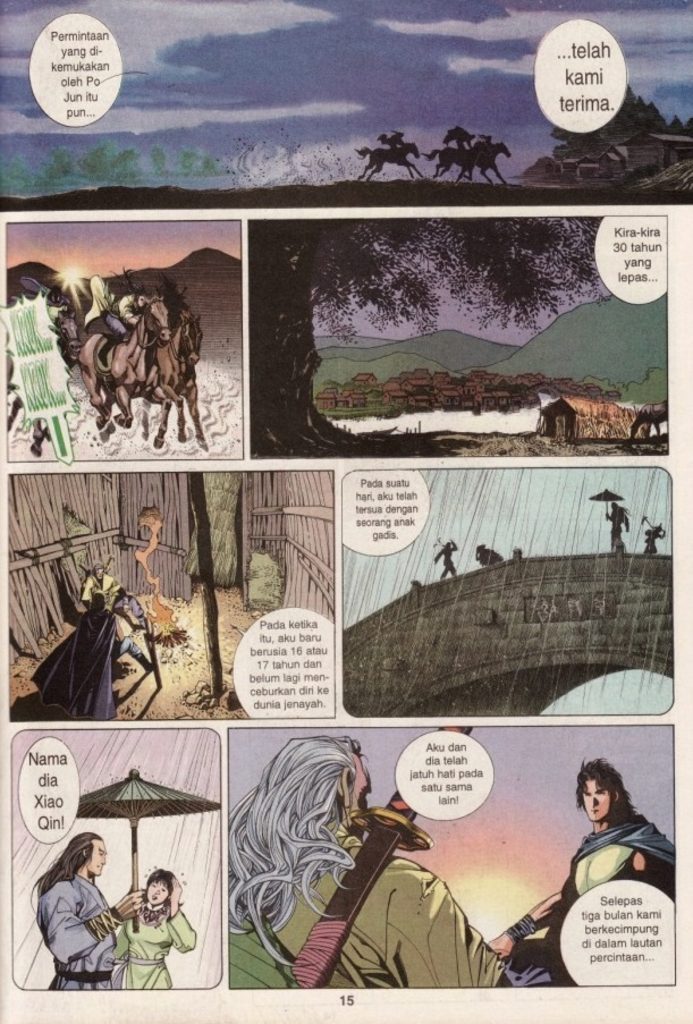 Permintaan
yang di-
kemukakan
oleh Po
Jun itu
pun...
...telah
kami
terima.
Kira-kira
30 tahun
yang
lepas...
Pada ketika
itu, aku baru
berusia 16 atau
17 tahun dan
belum lagi men-
ceburkan diri ke
dunia jenayah.
Pada suatu
hari, aku telah
tersua dengan
seorang anak
gadis.
Nama
dia
Xiao
Qin!
Aku dan
dia telah
jatuh hati pada
satu sama
lain!
Selepas
tiga bulan kami
berkecimpung
di dalam lautan
percintaan...
15